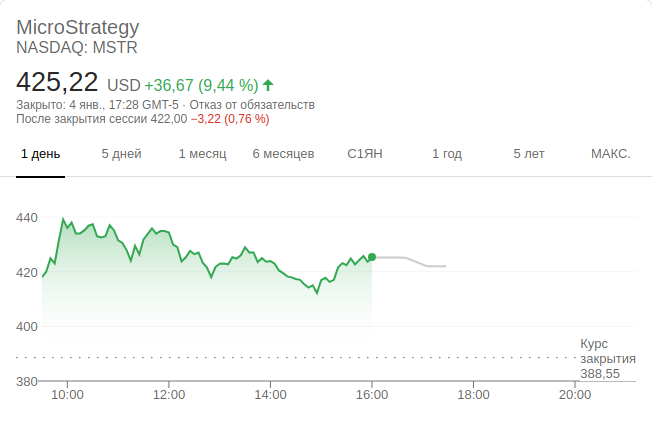 MicroStrategy
NASDAQ: MSTR
425,22 USD +36,67 (9,44 %)
Закрыто: 4 янв., 17:28 GMT-5 · Отказ от обязательств
После закрытия сессии 422,00 −3,22 (0,76 %)
1 день 5 дней 1 месяц 6 месяцев С1ЯН 1 год 5 лет МАКС.
440
420
400
Курс
закрытия
388,55
380
10:00 12:00 14:00 16:00 18:00 20:00